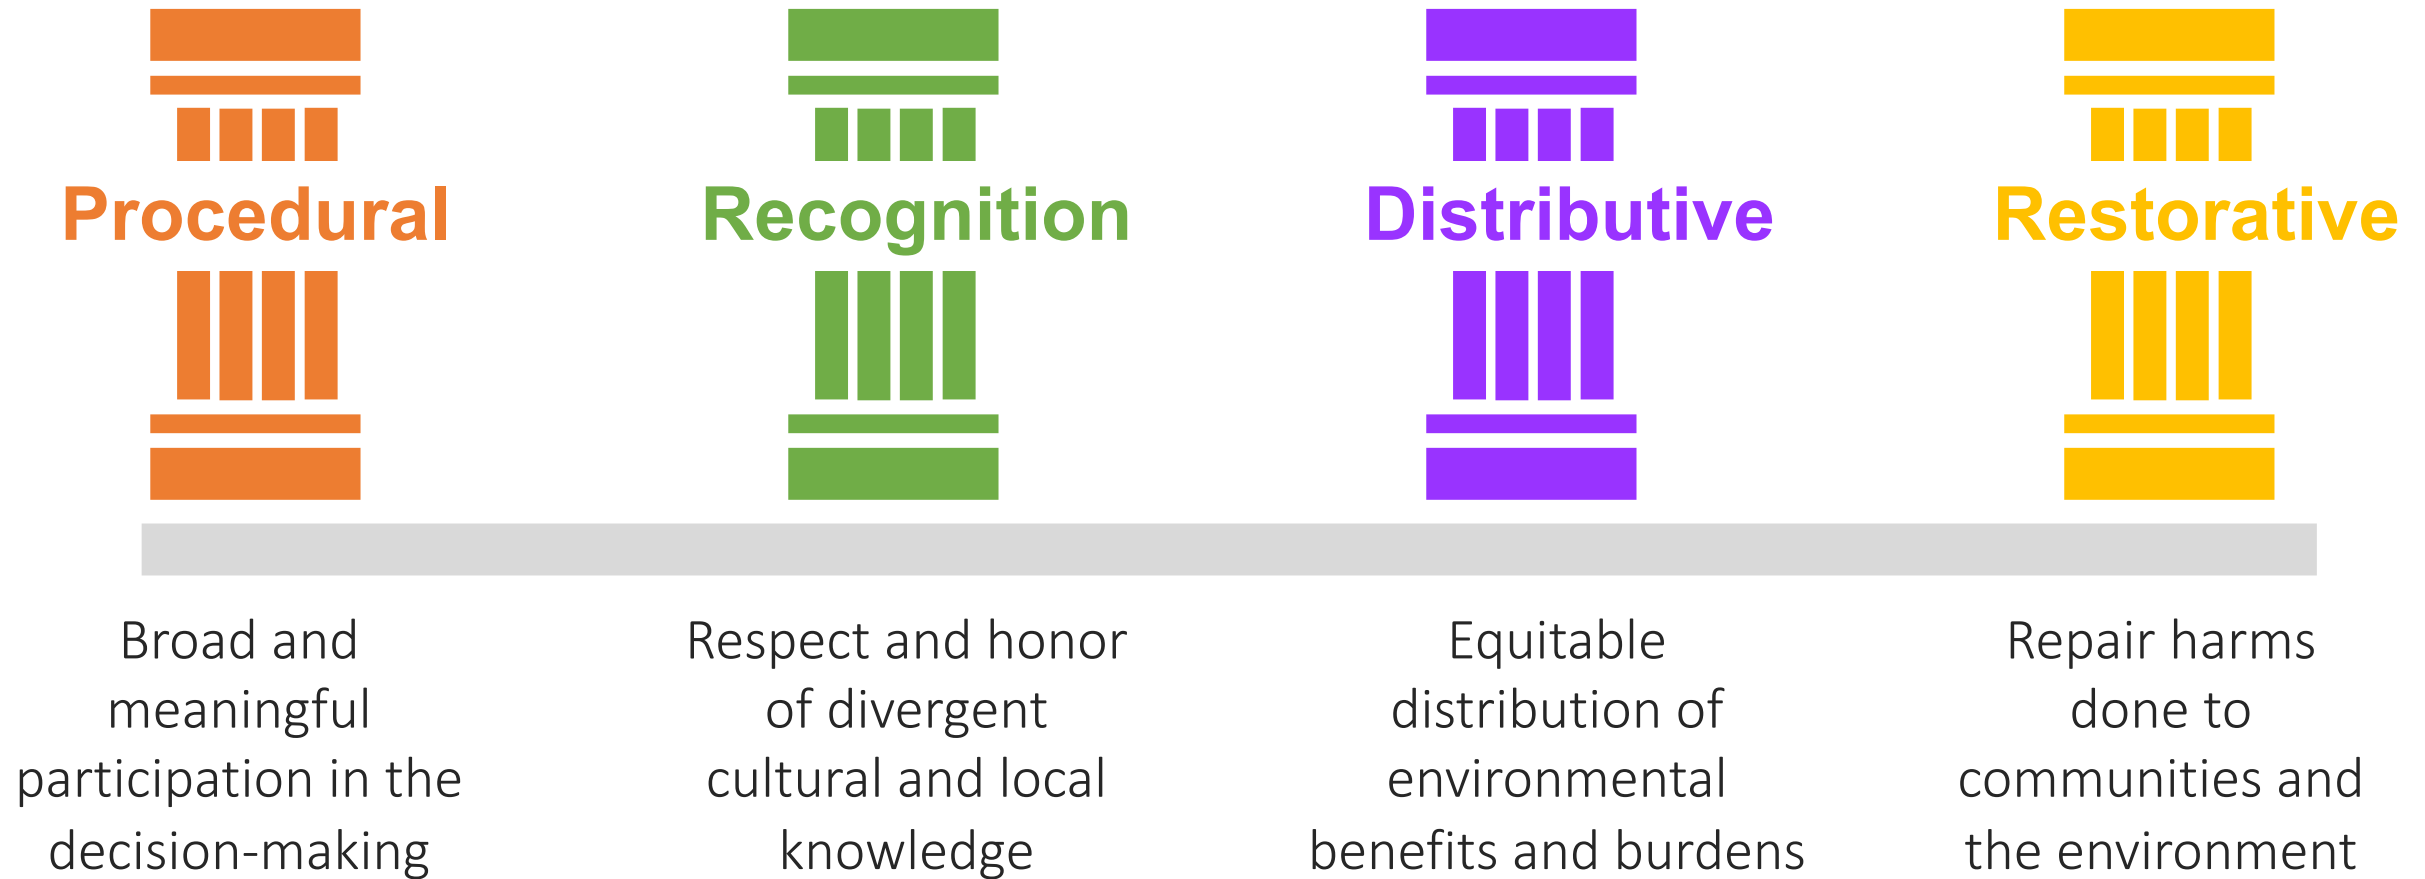 Procedural
Recognition
Distributive
Restorative
Broad and
meaningful
participation in the
decision-making
Respect and honor
of divergent
cultural and local
knowledge
Equitable
distribution of
environmental
benefits and burdens
Repair harms
done to
communities and
the environment